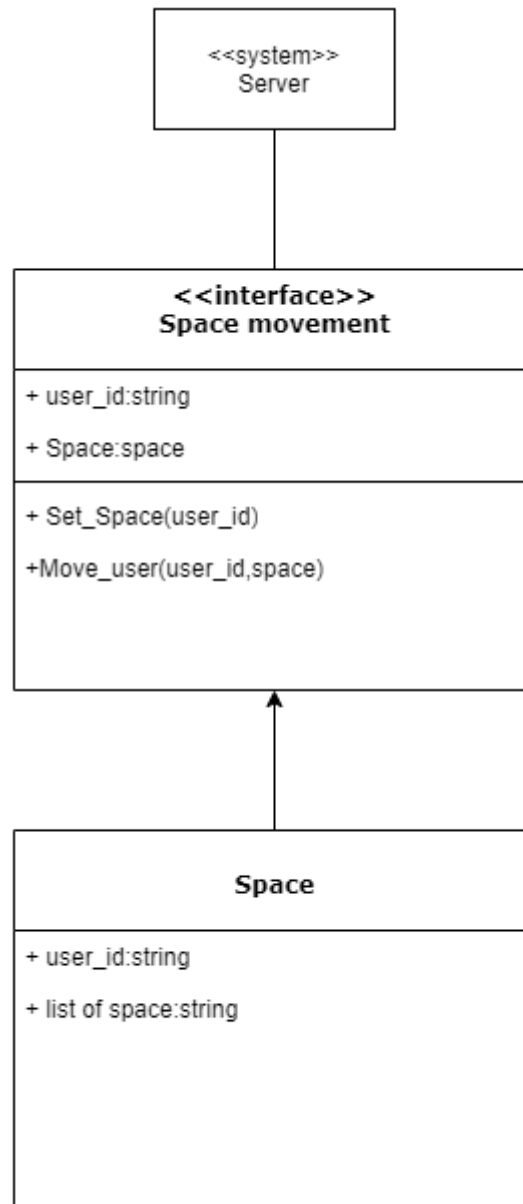 <<system>>
Server
<<interface>>
Space movement
+ user_id:string
+ Space:space
+ Set_Space(user_id)
+Move_user(user_id,space)
Space
+ user_id:string
+ list of space:string